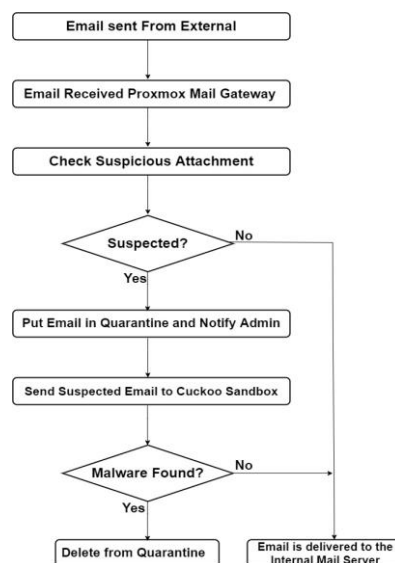 Email sent From External
Email Received Proxmox Mail Gateway
Check Suspicious Attachment
Suspected?
No
Yes
Put Email in Quarantine and Notify Admin
Send Suspected Email to Cuckoo Sandbox
Malware Found?
No
Yes
Delete from Quarantine
Email is delivered to the
Internal Mail Server